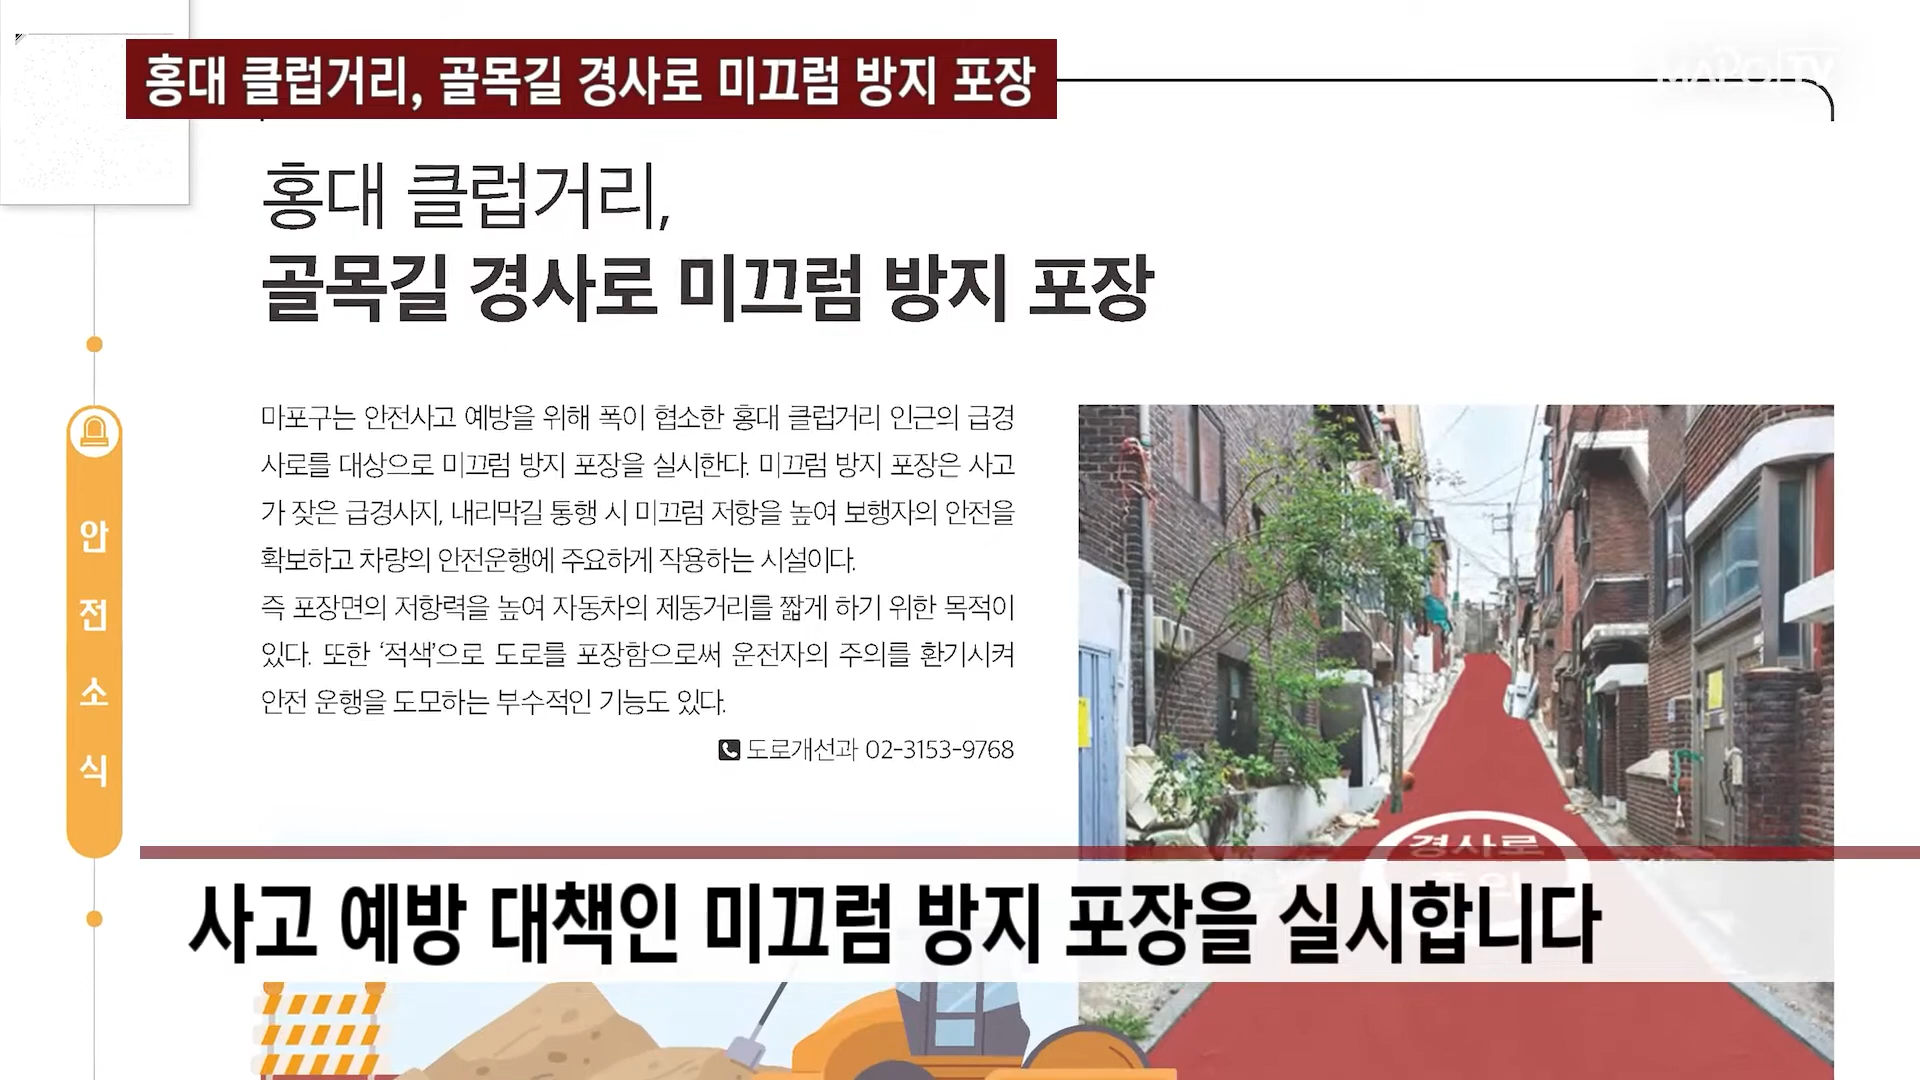 홍대 클럽거리, 골목길 경사로 미끄럼 방지 포장
MAPO TV
홍대 클럽거리,
골목길 경사로 미끄럼 방지 포장
마포구는 안전사고 예방을 위해 폭이 협소한 홍대 클럽거리 인근의 급경
사로를 대상으로 미끄럼 방지 포장을 실시한다. 미끄럼 방지 포장은 사고
가 잦은 급경사지, 내리막길 통행 시 미끄럼 저항을 높여 보행자의 안전을
확보하고 차량의 안전운행에 주요하게 작용하는 시설이다.
즉 포장면의 저항력을 높여 자동차의 제동거리를 짧게 하기 위한 목적이
있다. 또한 ‘적색’으로 도로를 포장함으로써 운전자의 주의를 환기시켜
안전 운행을 도모하는 부수적인 기능도 있다.
도로개선과 02-3153-9768
안전소식
경사로
주의
사고 예방 대책인 미끄럼 방지 포장을 실시합니다